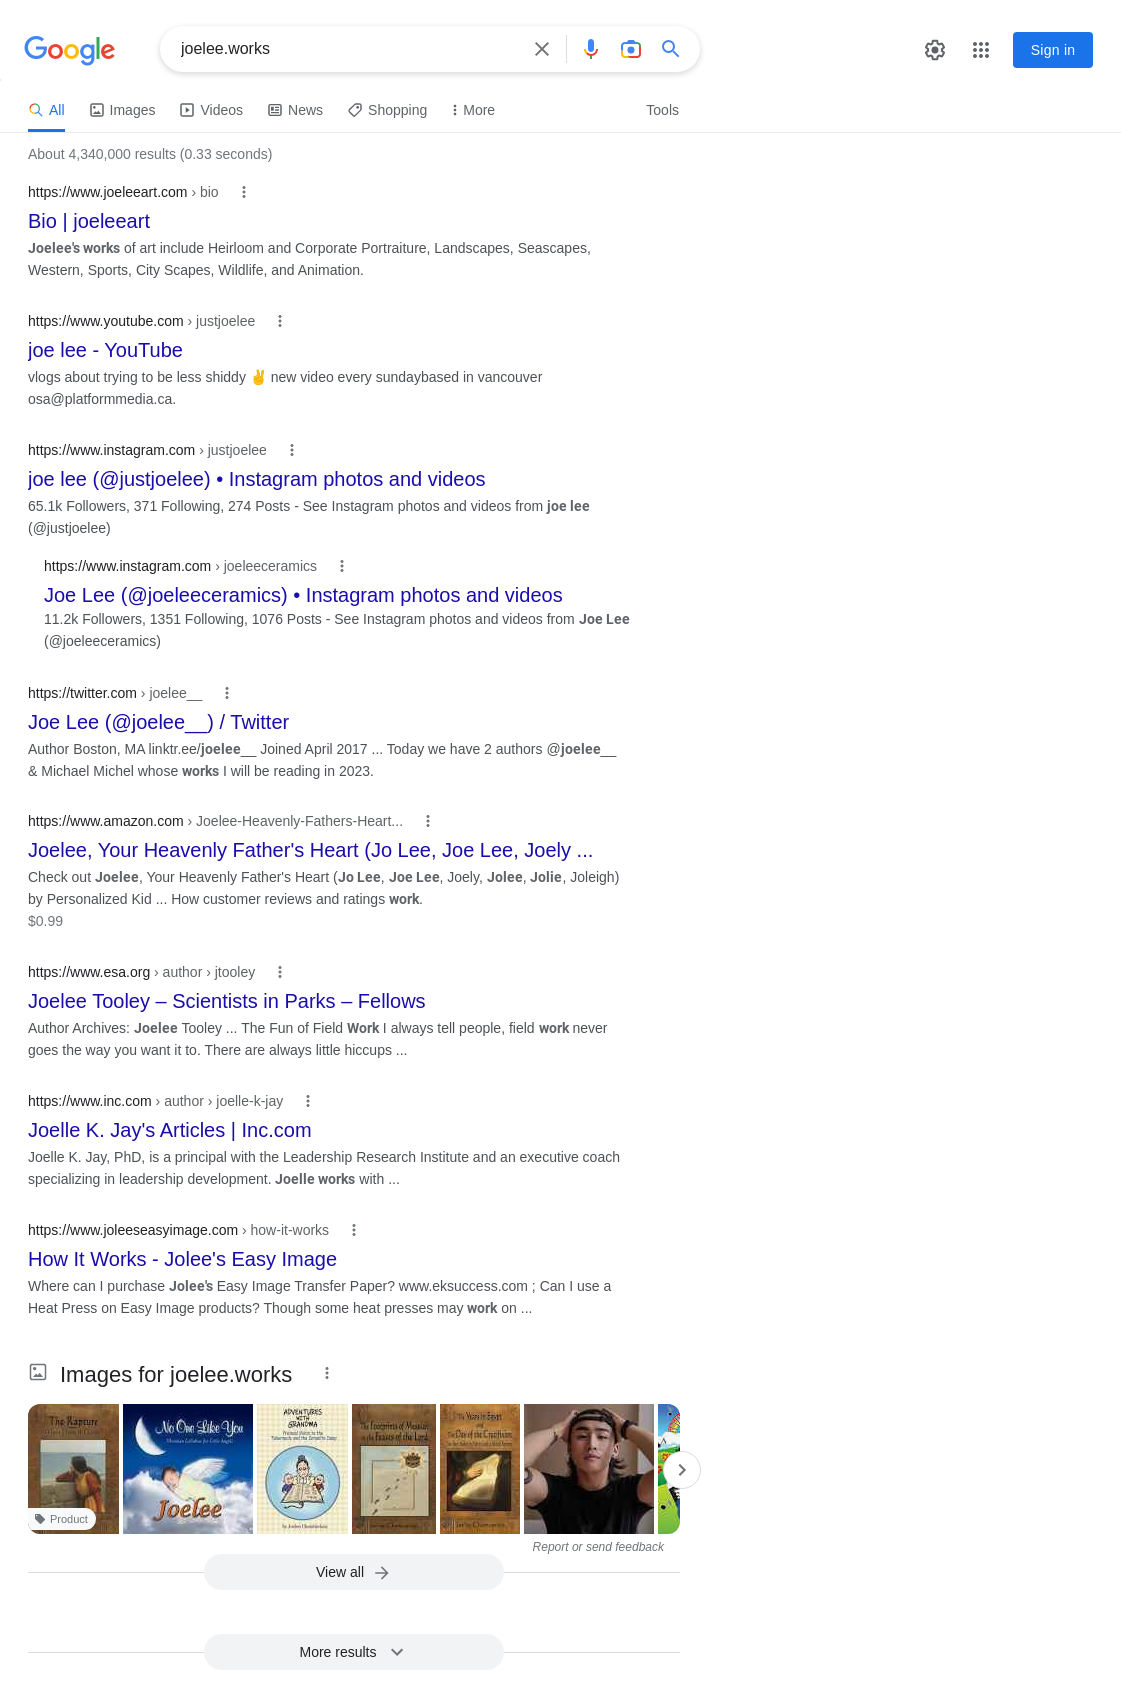 Google
joelee.works
Sign in
All
Images
Videos
News
Shopping
More
Tools
About 4,340,000 results (0.33 seconds)
https://www.joeleeart.com › bio
Bio | joeleeart
Joelee's works of art include Heirloom and Corporate Portraiture, Landscapes, Seascapes,
Western, Sports, City Scapes, Wildlife, and Animation.
https://www.youtube.com › justjoelee
joe lee - YouTube
vlogs about trying to be less shiddy ✌ new video every sundaybased in vancouver
osa@platformmedia.ca.
https://www.instagram.com › justjoelee
joe lee (@justjoelee) • Instagram photos and videos
65.1k Followers, 371 Following, 274 Posts - See Instagram photos and videos from joe lee
(@justjoelee)
https://www.instagram.com › joeleeceramics
Joe Lee (@joeleeceramics) • Instagram photos and videos
11.2k Followers, 1351 Following, 1076 Posts - See Instagram photos and videos from Joe Lee
(@joeleeceramics)
https://twitter.com › joelee__
Joe Lee (@joelee__) / Twitter
Author Boston, MA linktr.ee/joelee__ Joined April 2017 ... Today we have 2 authors @joelee__
& Michael Michel whose works I will be reading in 2023.
https://www.amazon.com › Joelee-Heavenly-Fathers-Heart...
Joelee, Your Heavenly Father's Heart (Jo Lee, Joe Lee, Joely ...
Check out Joelee, Your Heavenly Father's Heart (Jo Lee, Joe Lee, Joely, Jolee, Jolie, Joleigh)
by Personalized Kid ... How customer reviews and ratings work.
$0.99
https://www.esa.org › author › jtooley
Joelee Tooley – Scientists in Parks – Fellows
Author Archives: Joelee Tooley ... The Fun of Field Work I always tell people, field work never
goes the way you want it to. There are always little hiccups ...
https://www.inc.com › author › joelle-k-jay
Joelle K. Jay's Articles | Inc.com
Joelle K. Jay, PhD, is a principal with the Leadership Research Institute and an executive coach
specializing in leadership development. Joelle works with ...
https://www.joleeseasyimage.com › how-it-works
How It Works - Jolee's Easy Image
Where can I purchase Jolee's Easy Image Transfer Paper? www.eksuccess.com ; Can I use a
Heat Press on Easy Image products? Though some heat presses may work on ...
Images for joelee.works
The Rapture
No One Like You
Christian Lullabies for Little Angels
Joelee
ADVENTURES
WITH
GRANDMA
The Footprints of Messiah
in the Feasts of the Lord
Product
Report or send feedback
View all
More results